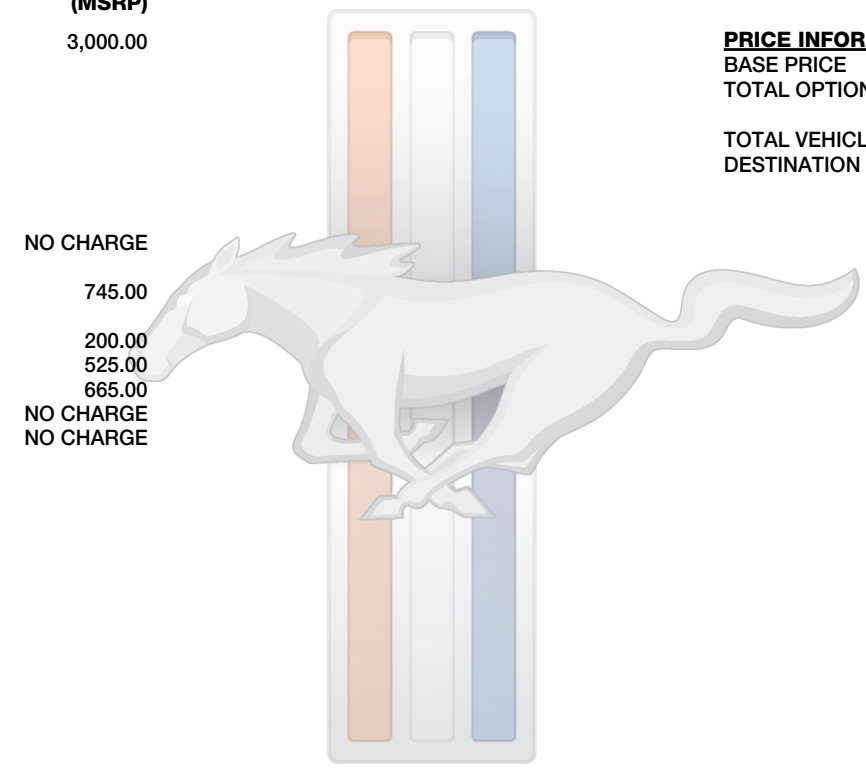 (MSRP)
3,000.00
NO CHARGE
745.00
200.00
525.00
665.00
NO CHARGE
NO CHARGE
PRICE INFOR
BASE PRICE
TOTAL OPTION
TOTAL VEHICL
DESTINATION